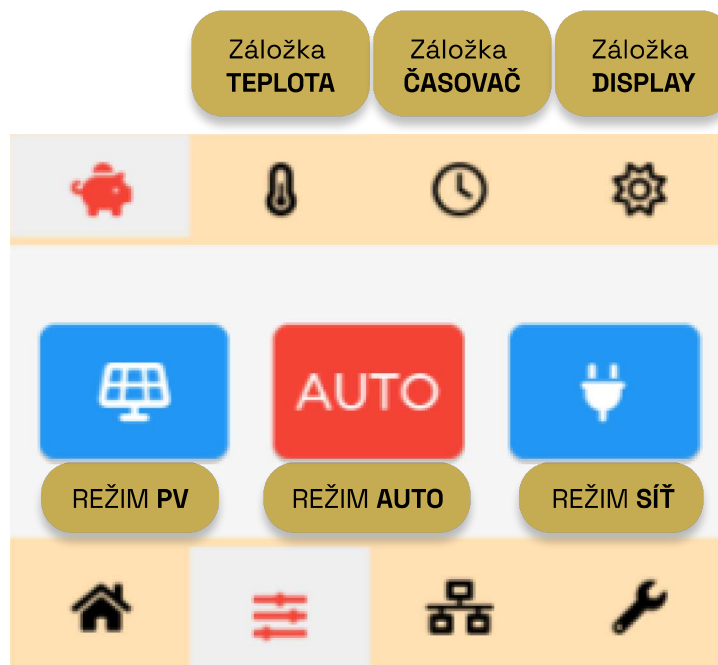 Záložka
TEPLOTA
Záložka
ČASOVAČ
Záložka
DISPLAY
AUTO
REŽIM PV
REŽIM AUTO
REŽIM SÍŤ